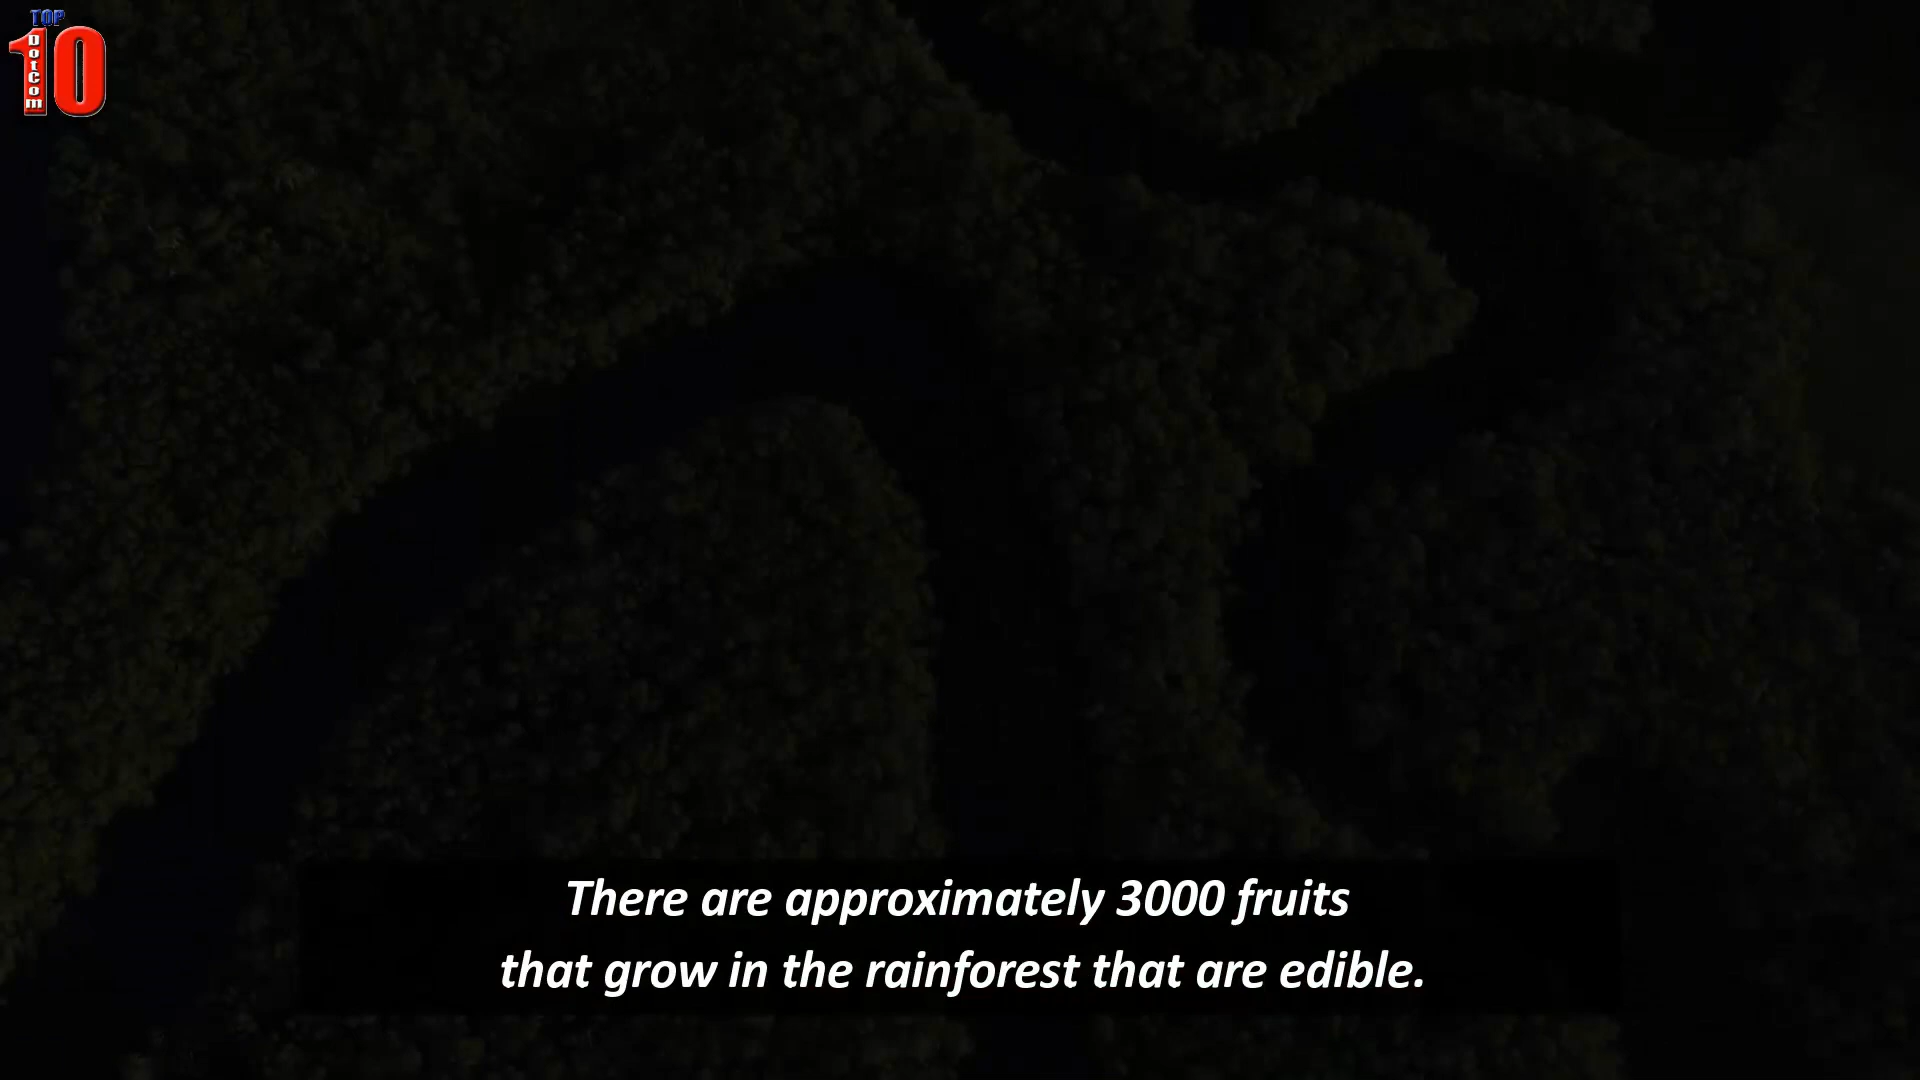 TOP
10
DotCom
There are approximately 3000 fruits
that grow in the rainforest that are edible.